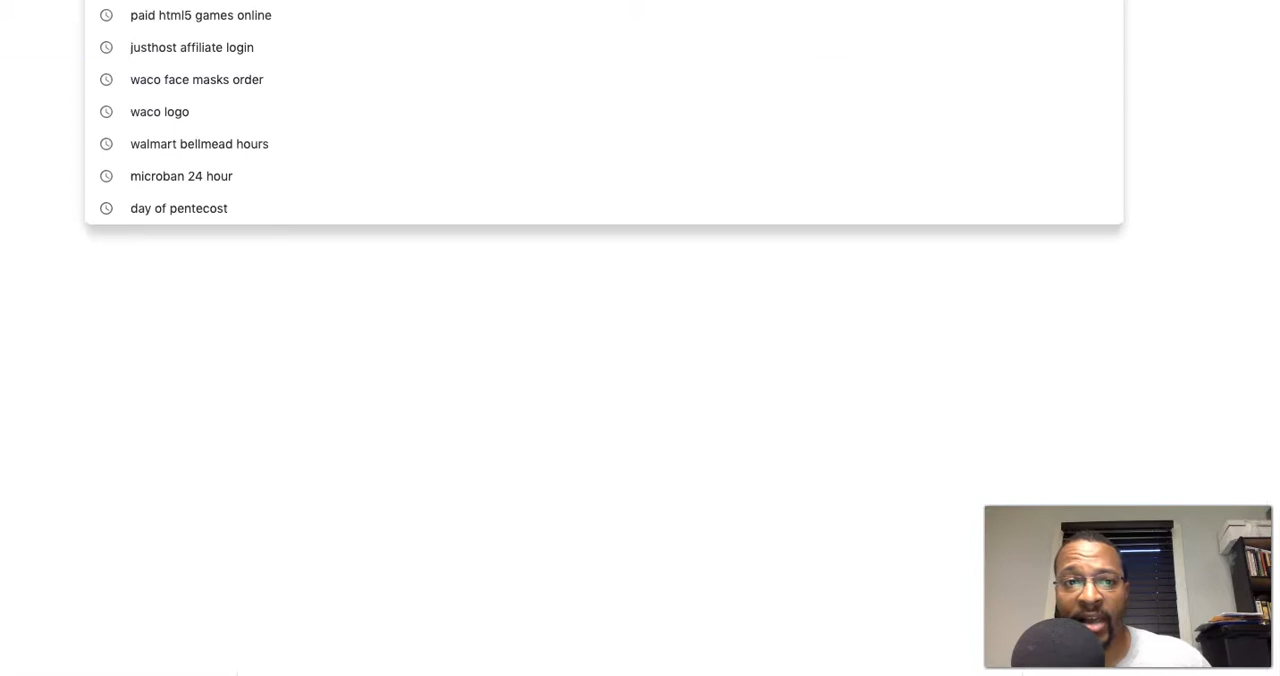 paid html5 games online
justhost affiliate login
waco face masks order
waco logo
walmart bellmead hours
microban 24 hour
day of pentecost